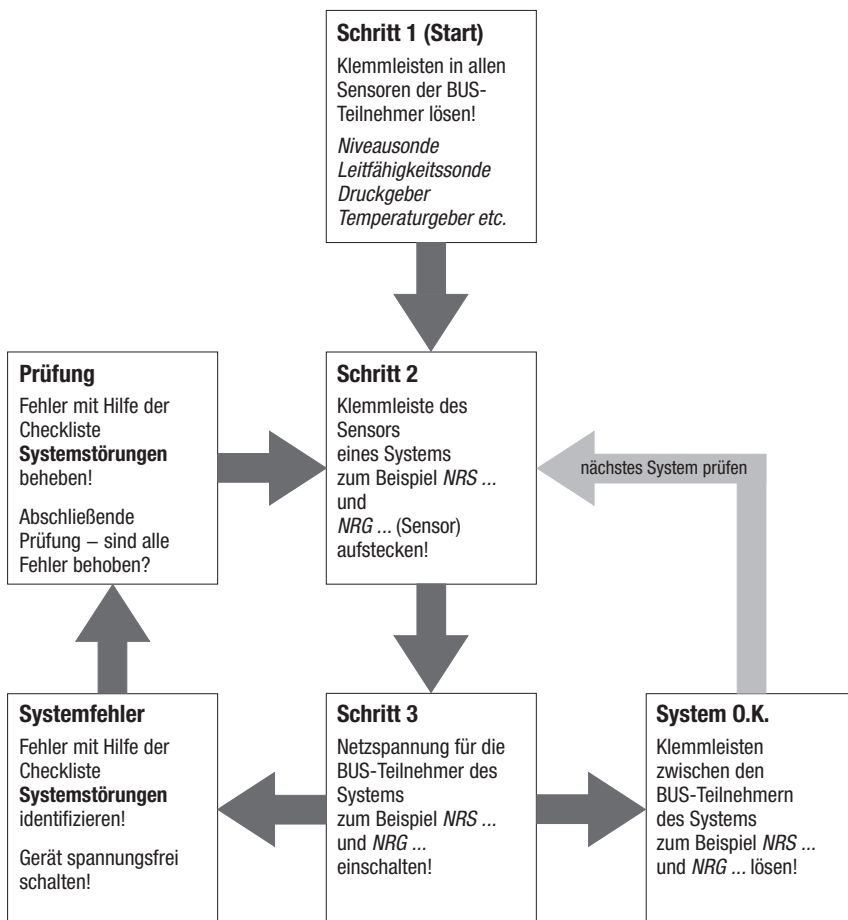 Schritt 1 (Start)
Klemmleisten in allen
Sensoren der BUS-
Teilnehmer lösen!
Niveausonde
Leitfähigkeitssonde
Druckgeber
Temperaturgeber etc.
Prüfung
Fehler mit Hilfe der
Checkliste
Systemstörungen
beheben!
Abschließende
Prüfung – sind alle
Fehler behoben?
Schritt 2
Klemmleiste des
Sensors
eines Systems
zum Beispiel NRS ...
und
NRG ... (Sensor)
aufstecken!
nächstes System prüfen
Systemfehler
Fehler mit Hilfe der
Checkliste
Systemstörungen
identifizieren!
Gerät spannungsfrei
schalten!
Schritt 3
Netzspannung für die
BUS-Teilnehmer des
Systems
zum Beispiel NRS ...
und NRG ...
einschalten!
System O.K.
Klemmleisten
zwischen den
BUS-Teilnehmern
des Systems
zum Beispiel NRS ...
und NRG ... lösen!